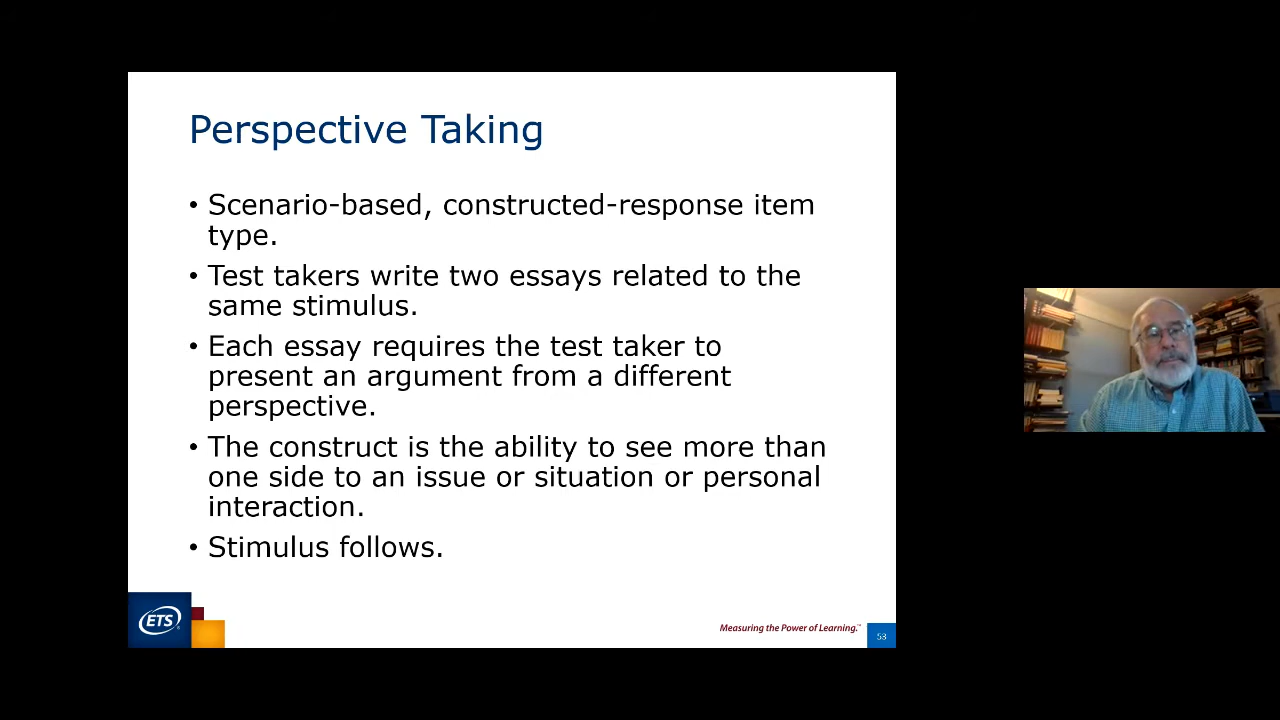 Perspective Taking
• Scenario-based, constructed-response item
type.
• Test takers write two essays related to the
same stimulus.
• Each essay requires the test taker to
present an argument from a different
perspective.
• The construct is the ability to see more than
one side to an issue or situation or personal
interaction.
• Stimulus follows.
ETS®
Measuring the Power of Learning.™
53